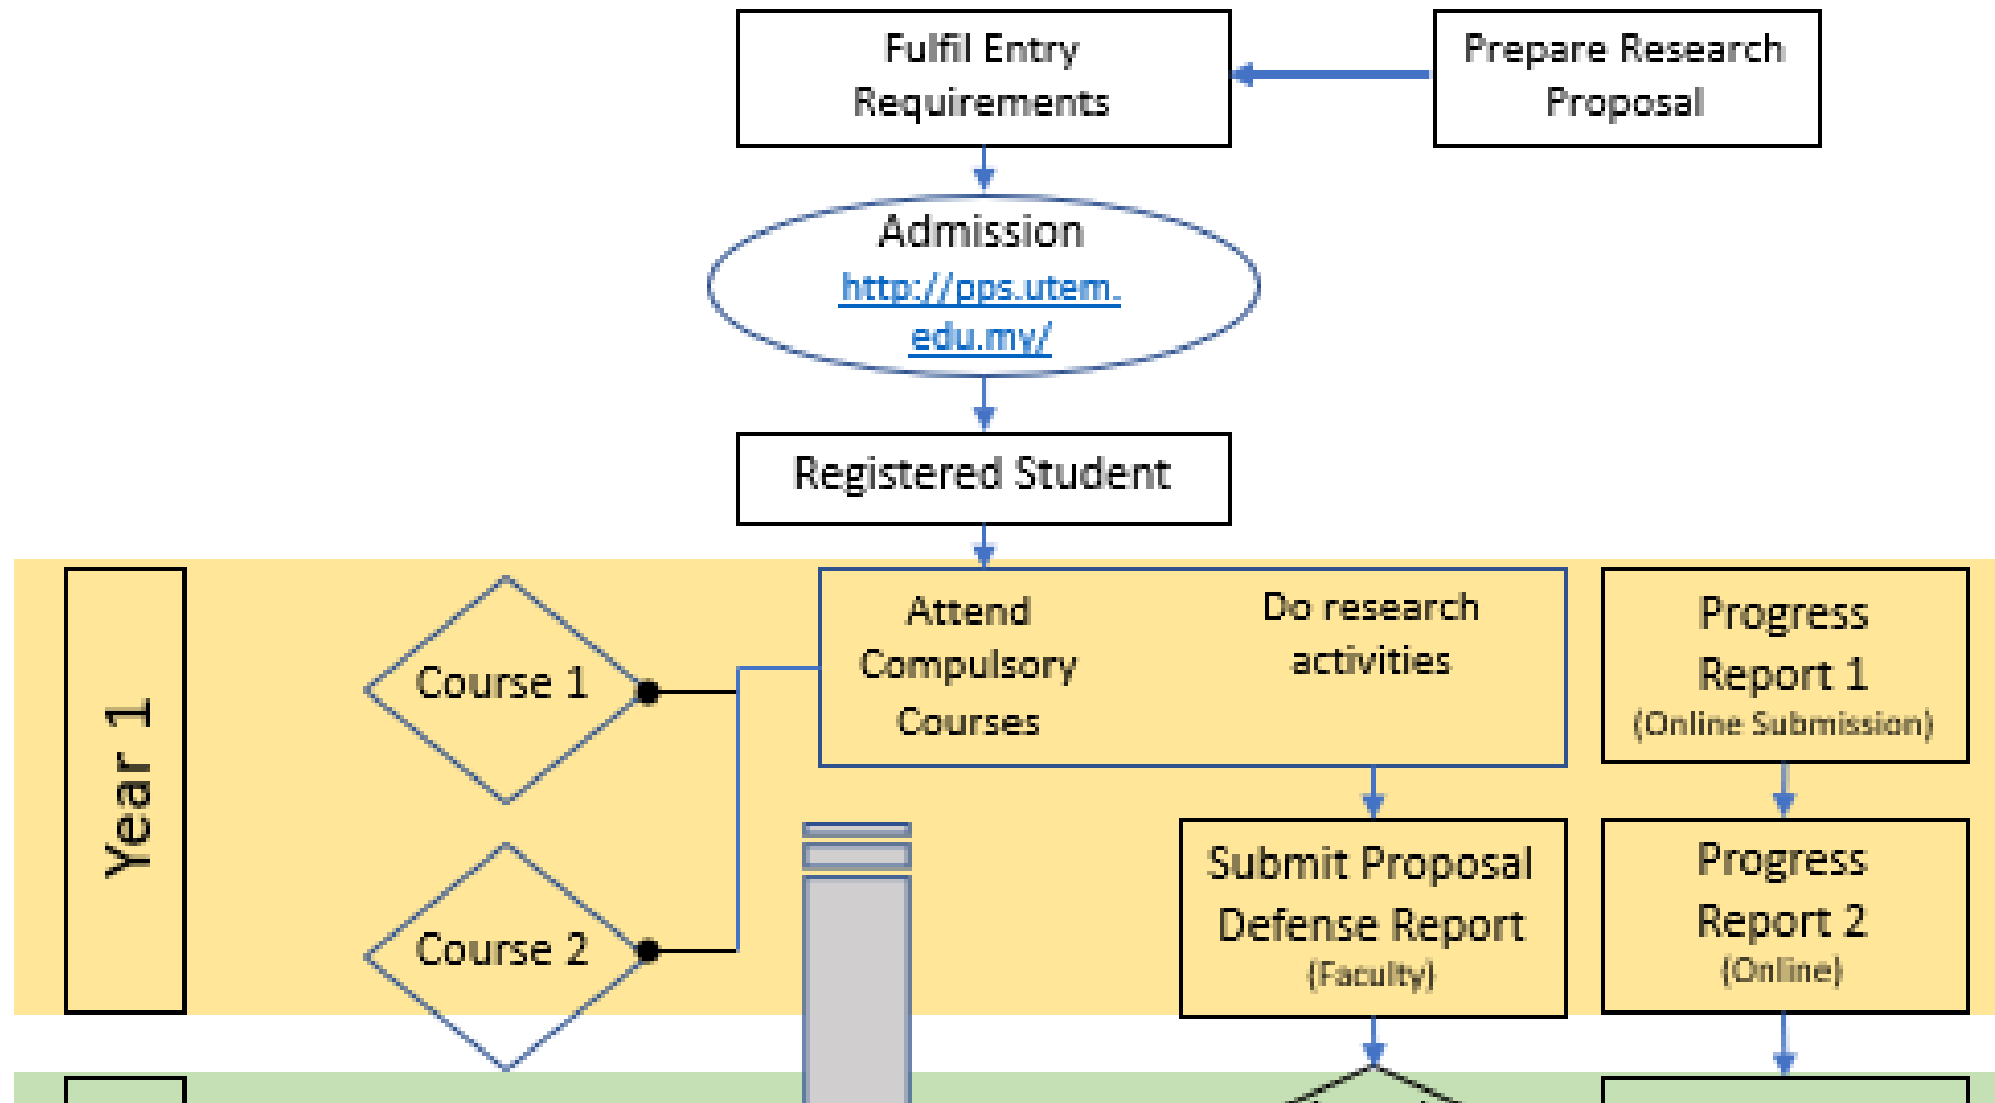 Fulfil Entry
Requirements
Prepare Research
Proposal
Admission
http://pps.utem.
edu.my/
Registered Student
Year 1
Course 1
Attend
Compulsory
Courses
Do research
activities
Progress
Report 1
(Online Submission)
Course 2
Submit Proposal
Defense Report
(Faculty)
Progress
Report 2
(Online)